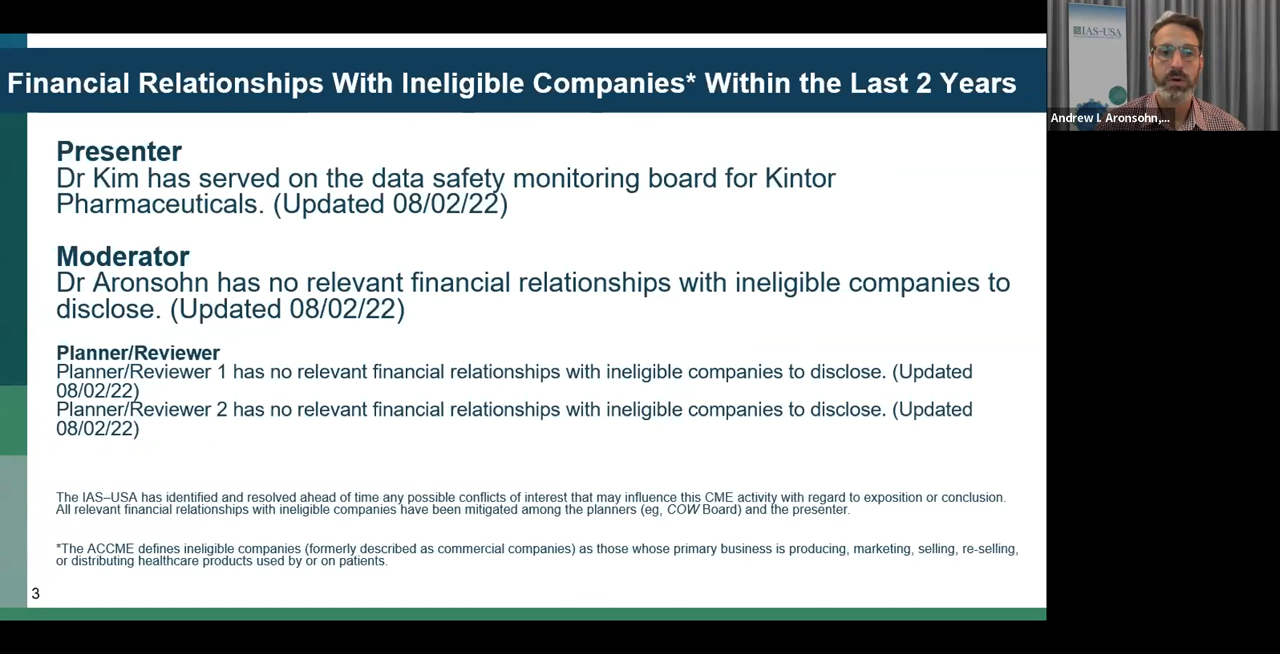 Financial Relationships With Ineligible Companies* Within the Last 2 Years
IAS–USA
Andrew I. Aronsohn,...
Presenter
Dr Kim has served on the data safety monitoring board for Kintor
Pharmaceuticals. (Updated 08/02/22)
Moderator
Dr Aronsohn has no relevant financial relationships with ineligible companies to
disclose. (Updated 08/02/22)
Planner/Reviewer
Planner/Reviewer 1 has no relevant financial relationships with ineligible companies to disclose. (Updated
08/02/22)
Planner/Reviewer 2 has no relevant financial relationships with ineligible companies to disclose. (Updated
08/02/22)
The IAS–USA has identified and resolved ahead of time any possible conflicts of interest that may influence this CME activity with regard to exposition or conclusion.
All relevant financial relationships with ineligible companies have been mitigated among the planners (eg, COW Board) and the presenter.
*The ACCME defines ineligible companies (formerly described as commercial companies) as those whose primary business is producing, marketing, selling, re-selling,
or distributing healthcare products used by or on patients.
3